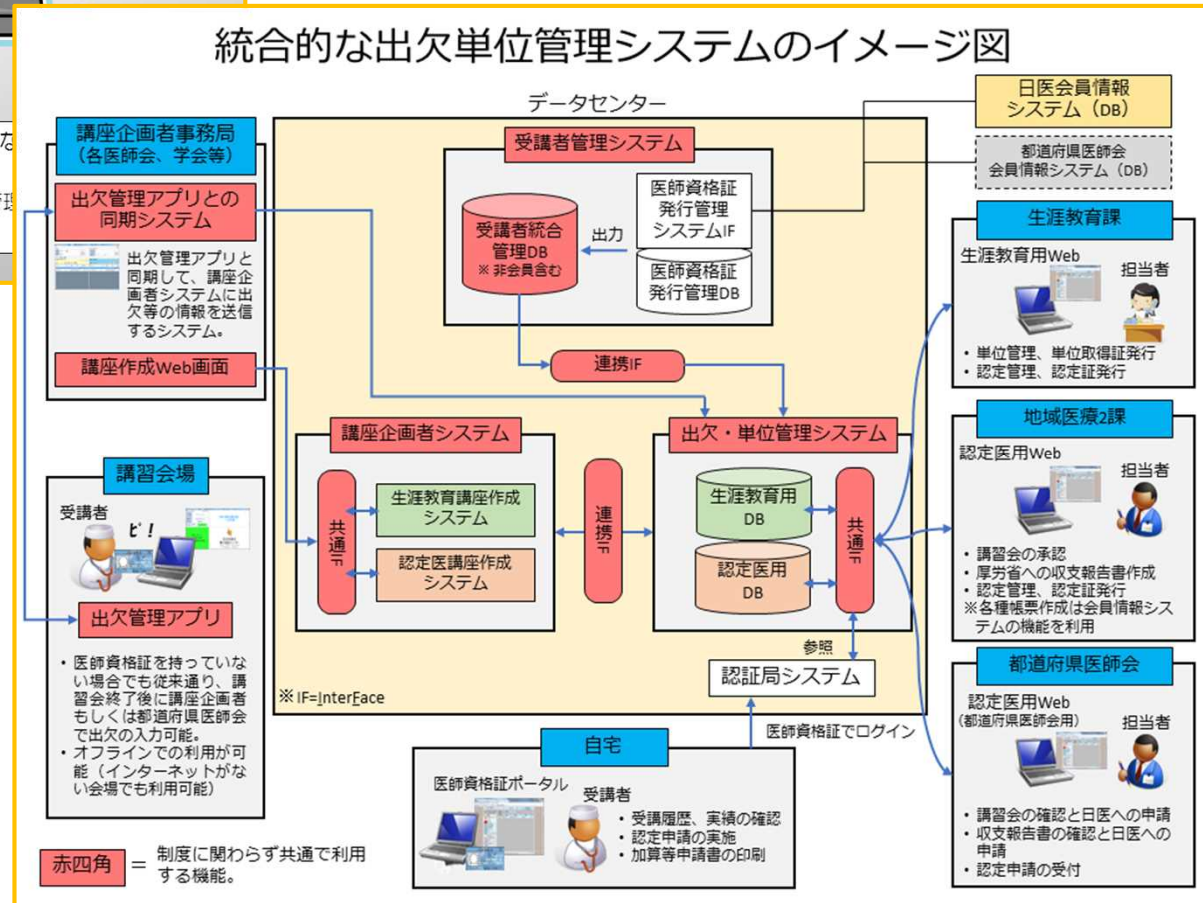 統合的な出欠単位管理システムのイメージ図
データセンター
日医会員情報
システム（DB）
都道府県医師会
会員情報システム（DB）
講座企画者事務局
（各医師会、学会等）
出欠管理アプリとの
同期システム
出欠管理アプリと
同期して、講座企
画者システムに出
欠等の情報を送信
するシステム。
講座作成Web画面
受講者管理システム
受講者統合
管理DB
※非会員含む
出力
医師資格証
発行管理
システムIF
医師資格証
発行管理DB
連携IF
講座企画者システム
共通IF
生涯教育講座作成
システム
認定医講座作成
システム
連携IF
出欠・単位管理システム
生涯教育用
DB
認定医用
DB
共通IF
参照
認証局システム
医師資格証でログイン
※IF=InterFace
講習会場
受講者
ピ！
出欠管理アプリ
・医師資格証を持っていな
い場合でも従来通り、講
習会終了後に講座企画者
もしくは都道府県医師会
で出欠の入力可能。
・オフラインでの利用が可
能（インターネットがな
い会場でも利用可能）
自宅
医師資格証ポータル
受講者
・受講履歴、実績の確認
・認定申請の実施
・加算等申請書の印刷
生涯教育課
生涯教育用Web
担当者
・単位管理、単位取得証発行
・認定管理、認定証発行
地域医療2課
認定医用Web
担当者
・講習会の承認
・厚労省への収支報告書作成
・認定管理、認定証発行
※各種帳票作成は会員情報シス
テムの機能を利用
都道府県医師会
認定医用Web
（都道府県医師会用）
担当者
・講習会の確認と日医への申請
・収支報告書の確認と日医への
申請
・認定申請の受付
赤四角 = 制度に関わらず共通で利用
する機能。